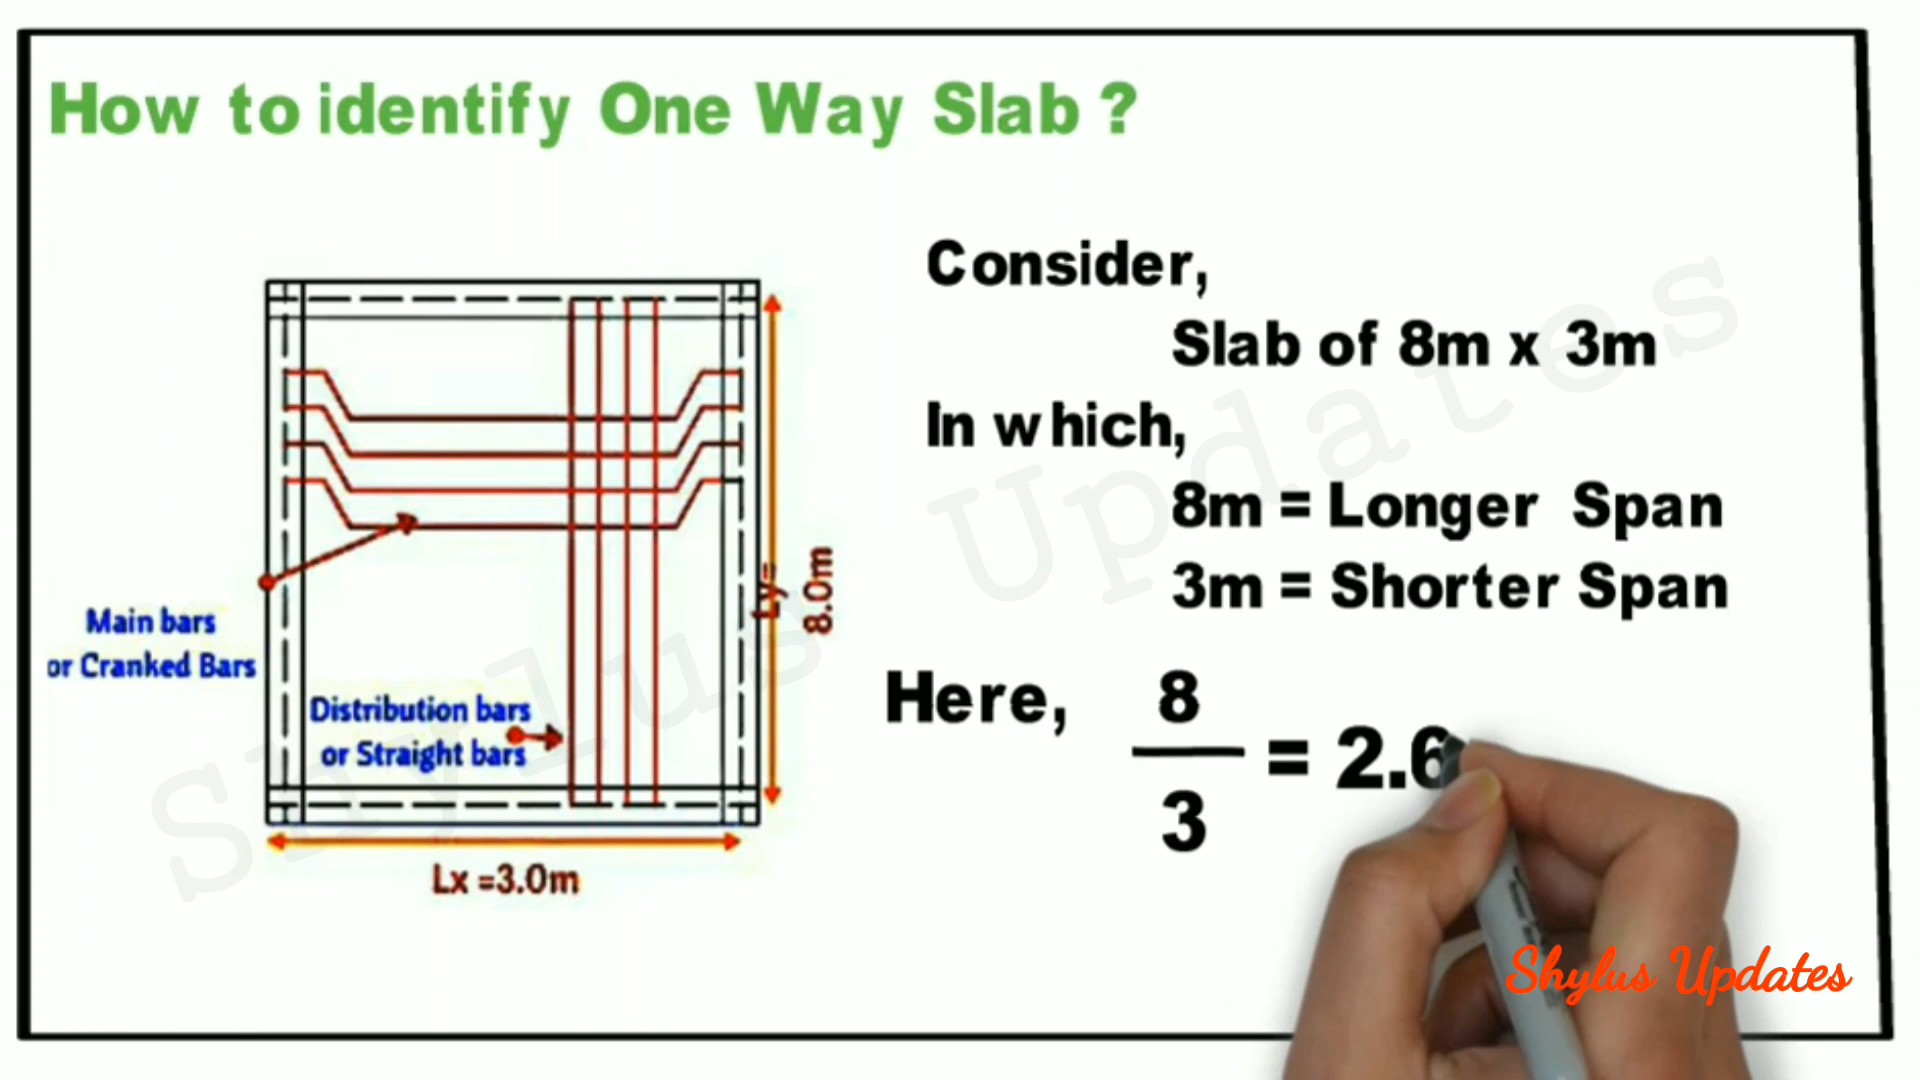 How to identify One Way Slab ?
Consider,
Slab of 8m x 3m
In which,
8m = Longer Span
3m = Shorter Span
Here,
8
3
= 2.6
Ly=
8.0m
Main bars
or Cranked Bars
Distribution bars
or Straight bars
Lx =3.0m
Shylus Updates
Shylus Updates